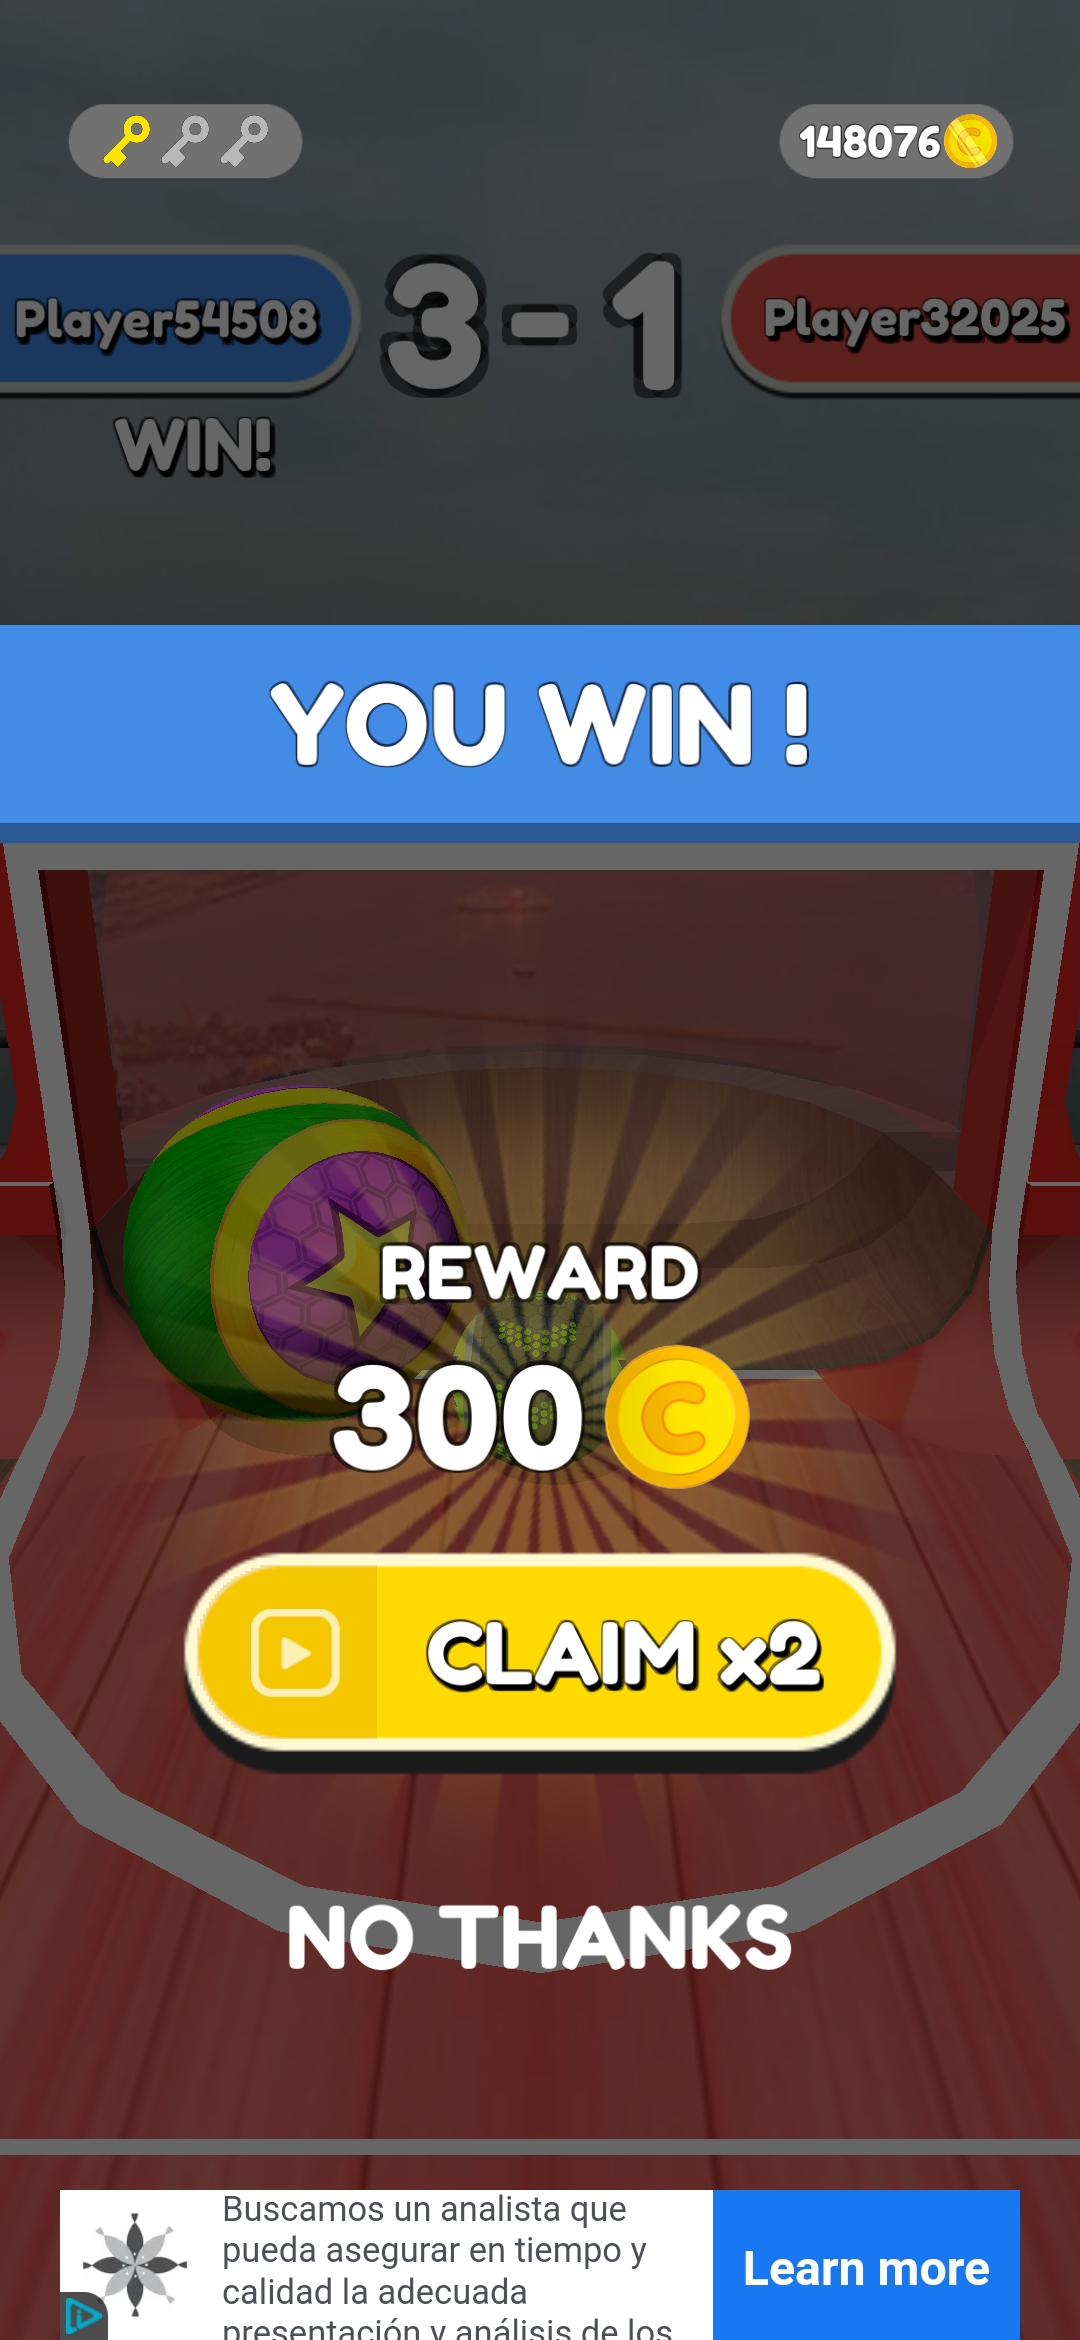 148076
Player54508 3-1 Player32025
WIN!
YOU WIN !
REWARD
300 C
CLAIM x2
NO THANKS
Buscamos un analista que
pueda asegurar en tiempo y
calidad la adecuada
presentación y análisis de los
Learn more